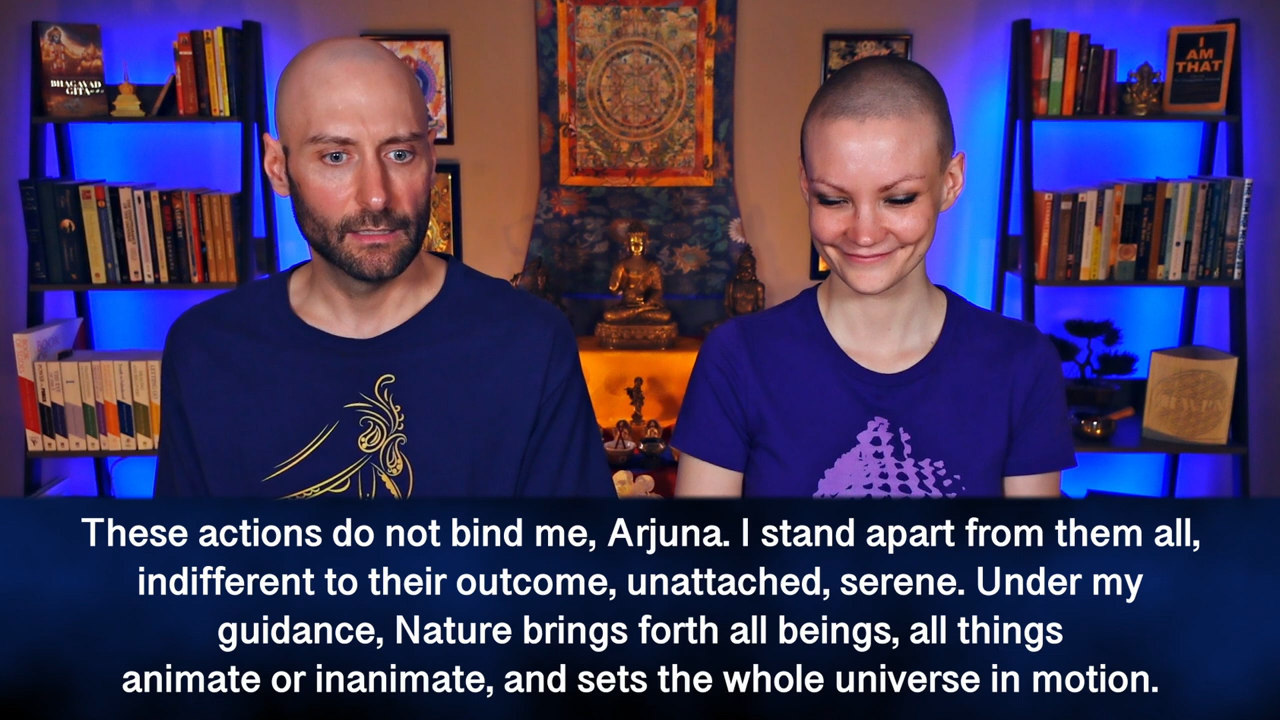 BHAGAVAD
GITA
I
AM
THAT
These actions do not bind me, Arjuna. I stand apart from them all,
indifferent to their outcome, unattached, serene. Under my
guidance, Nature brings forth all beings, all things
animate or inanimate, and sets the whole universe in motion.